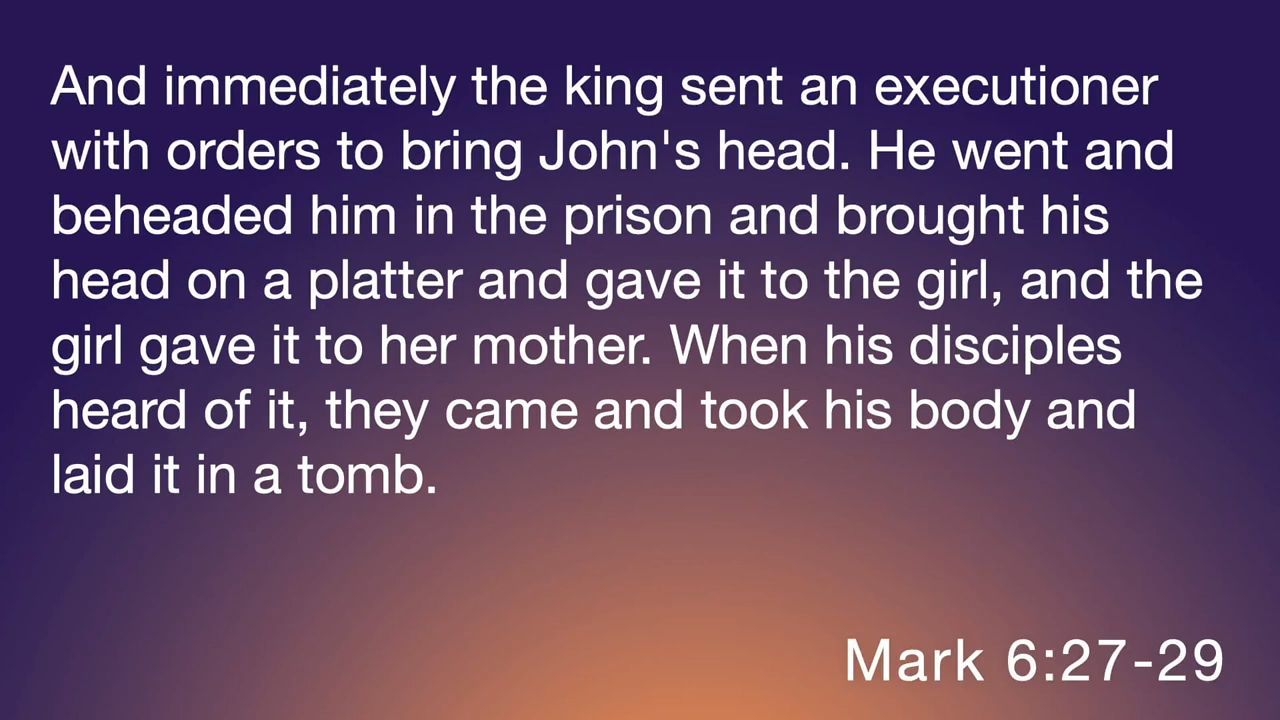 And immediately the king sent an executioner
with orders to bring John's head. He went and
beheaded him in the prison and brought his
head on a platter and gave it to the girl, and the
girl gave it to her mother. When his disciples
heard of it, they came and took his body and
laid it in a tomb.
Mark 6:27-29